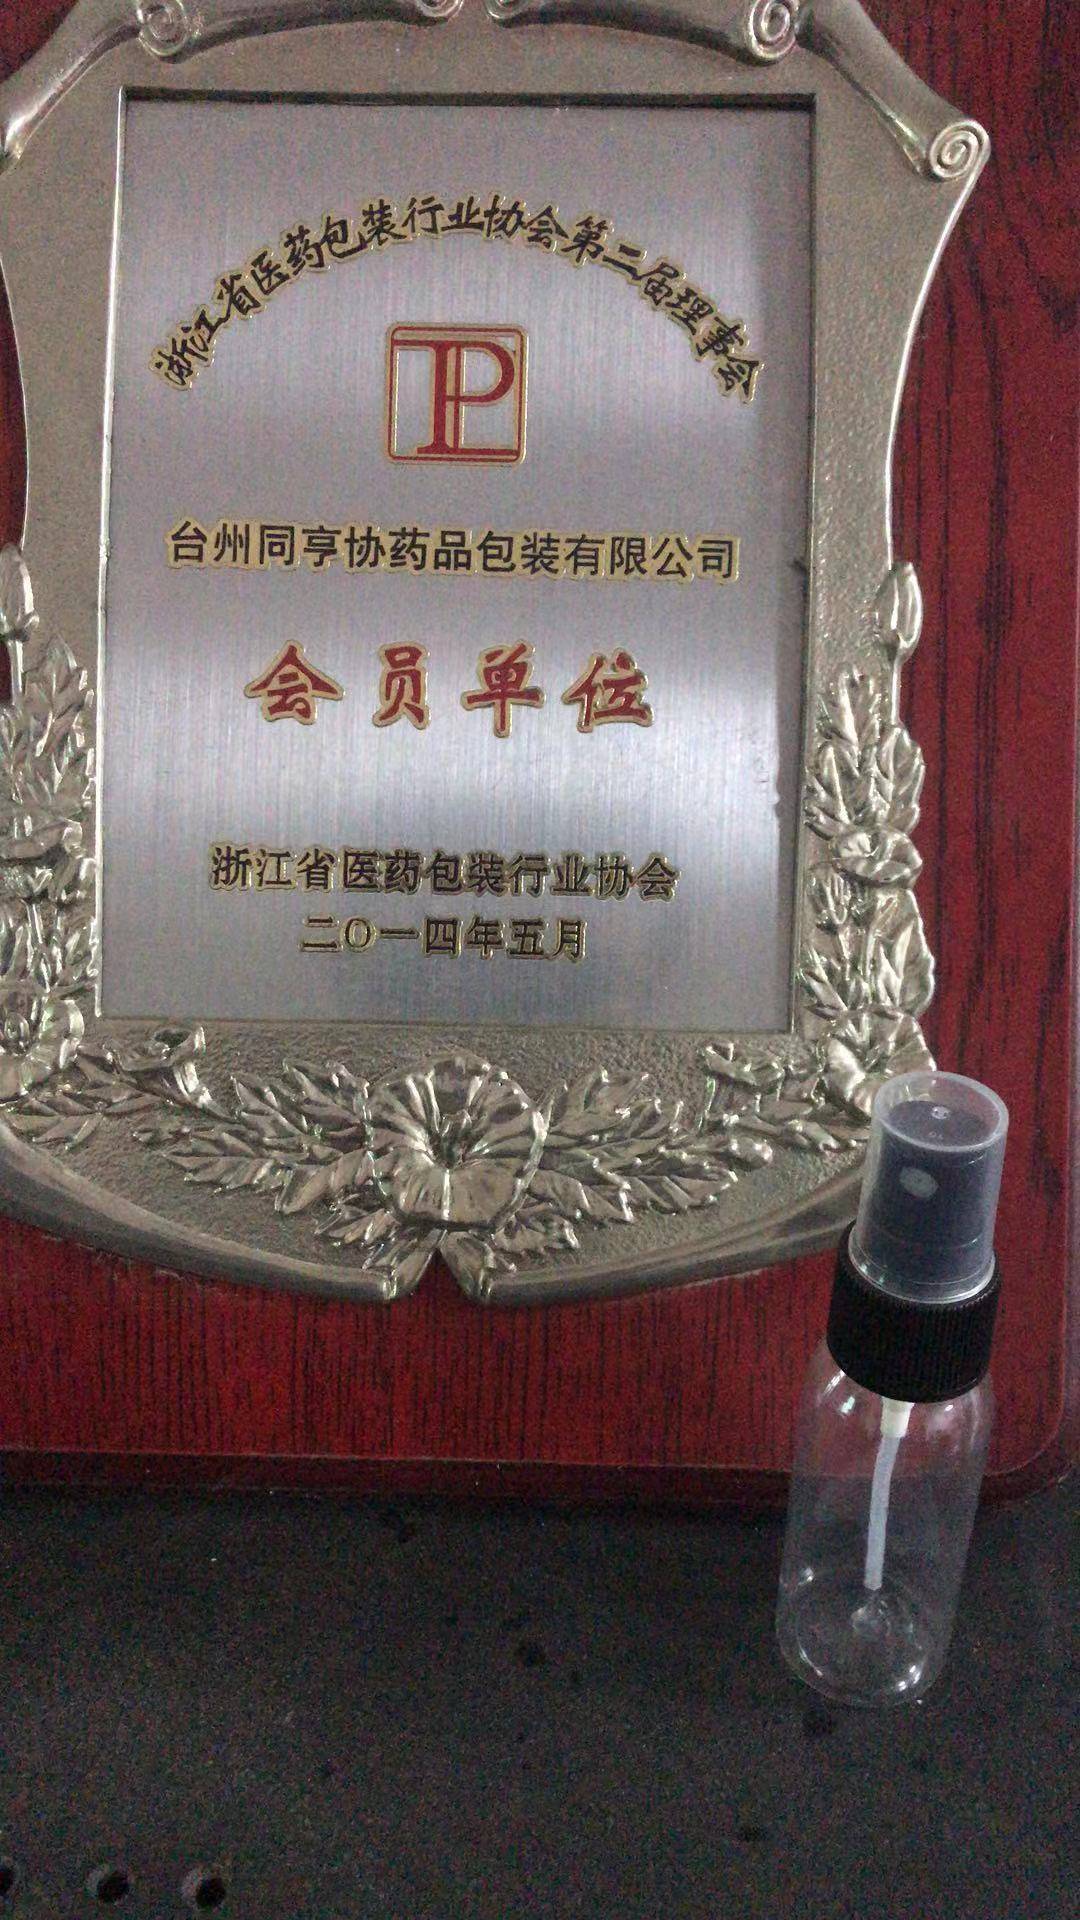 浙江省医药包装行业协会第二届理事会
台州同亨协药品包装有限公司
会员单位
浙江省医药包装行业协会
二〇一四年五月